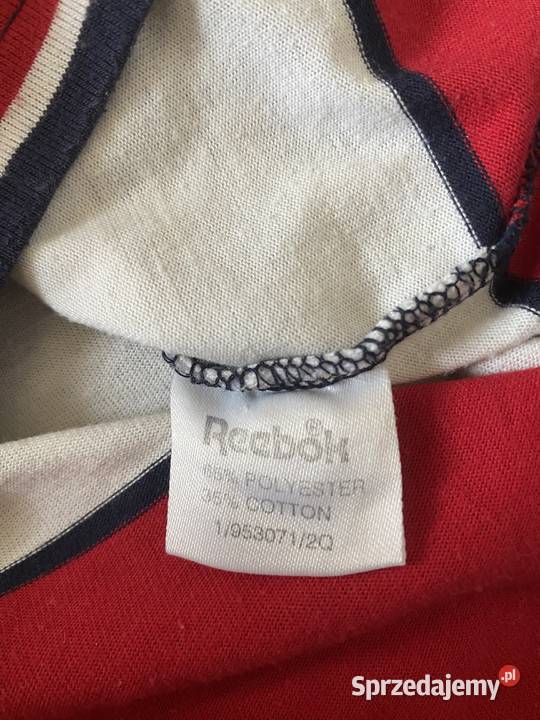 Reebok®
65% POLYESTER
35% COTTON
1/953071/2Q
Sprzedajemy.pl